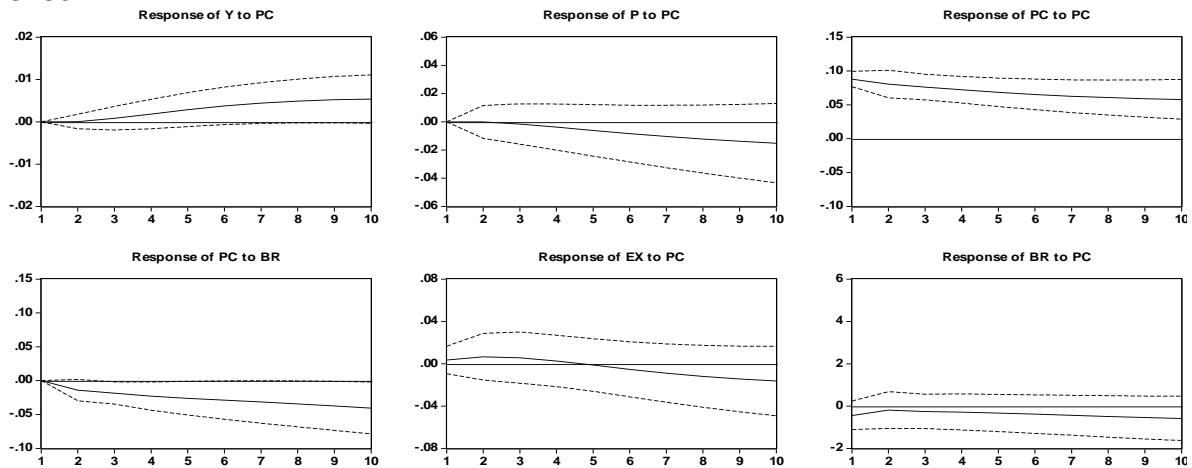 Response of Y to PC
.02
.01
.00
-.01
-.02
1 2 3 4 5 6 7 8 9 10
Response of P to PC
.06
.04
.02
.00
-.02
-.04
-.06
1 2 3 4 5 6 7 8 9 10
Response of PC to PC
.15
.10
.05
.00
-.05
-.10
1 2 3 4 5 6 7 8 9 10
Response of PC to BR
.15
.10
.05
-.00
-.05
-.10
1 2 3 4 5 6 7 8 9 10
Response of EX to PC
.08
.04
.00
-.04
-.08
1 2 3 4 5 6 7 8 9 10
Response of BR to PC
6
4
2
0
-2
1 2 3 4 5 6 7 8 9 10